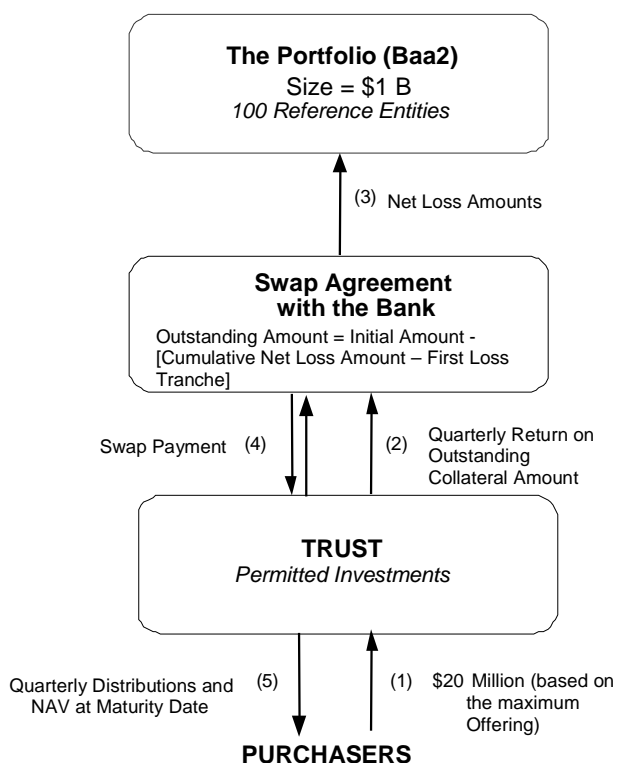 The Portfolio (Baa2)
Size = $1 B
100 Reference Entities
(3) Net Loss Amounts
Swap Agreement
with the Bank
Outstanding Amount = Initial Amount -
[Cumulative Net Loss Amount – First Loss
Tranche]
Swap Payment (4)
(2) Quarterly Return on
Outstanding
Collateral Amount
TRUST
Permitted Investments
Quarterly Distributions and
NAV at Maturity Date
(5)
(1) $20 Million (based on
the maximum
Offering)
PURCHASERS